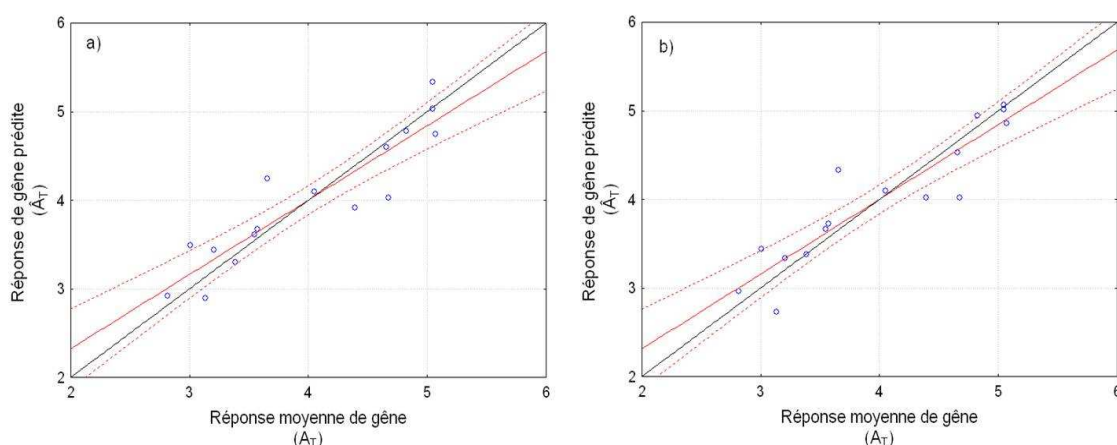 a)
Réponse de gêne prédite
(Â_T)
6
5
4
3
2
2 3 4 5 6
Réponse moyenne de gêne
(A_T)
b)
Réponse de gêne prédite
(Â_T)
6
5
4
3
2
2 3 4 5 6
Réponse moyenne de gêne
(A_T)